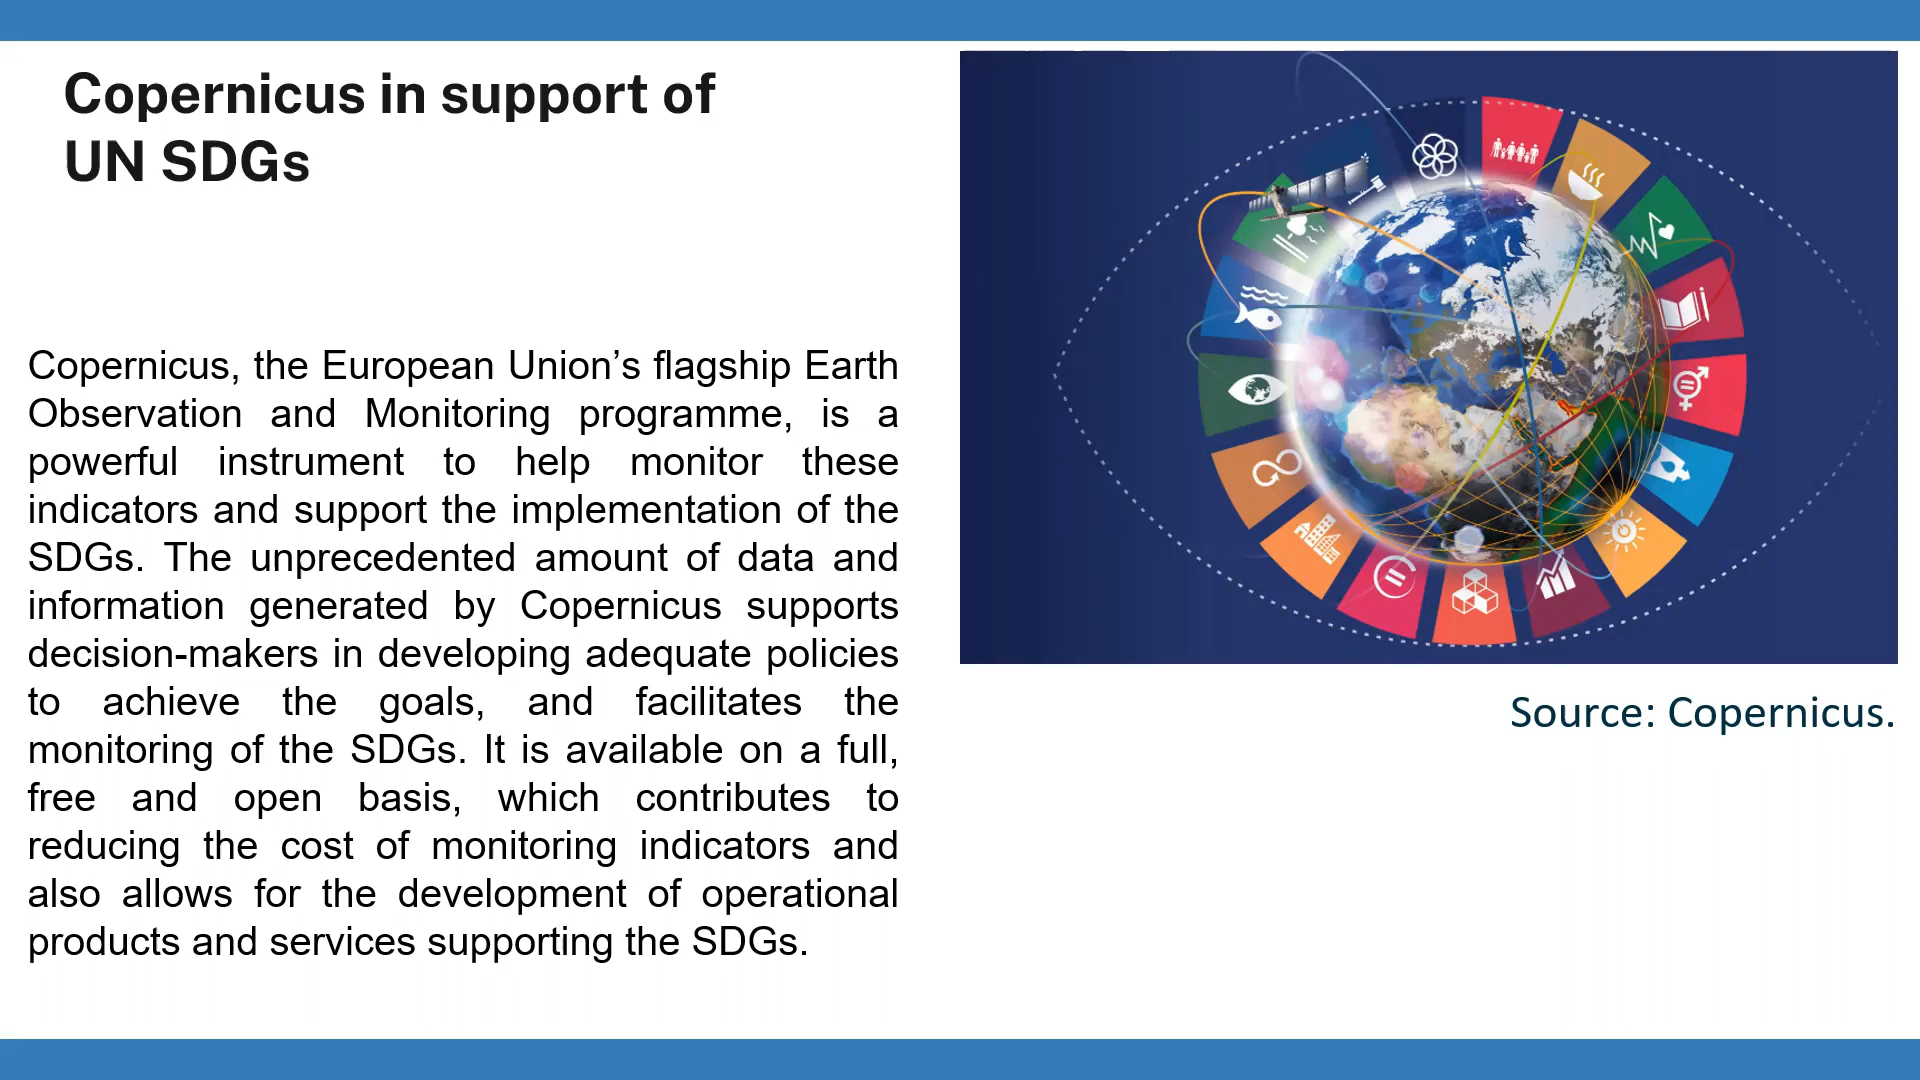 Copernicus in support of
UN SDGs
Copernicus, the European Union’s flagship Earth
Observation and Monitoring programme, is a
powerful instrument to help monitor these
indicators and support the implementation of the
SDGs. The unprecedented amount of data and
information generated by Copernicus supports
decision-makers in developing adequate policies
to achieve the goals, and facilitates the
monitoring of the SDGs. It is available on a full,
free and open basis, which contributes to
reducing the cost of monitoring indicators and
also allows for the development of operational
products and services supporting the SDGs.
Source: Copernicus.